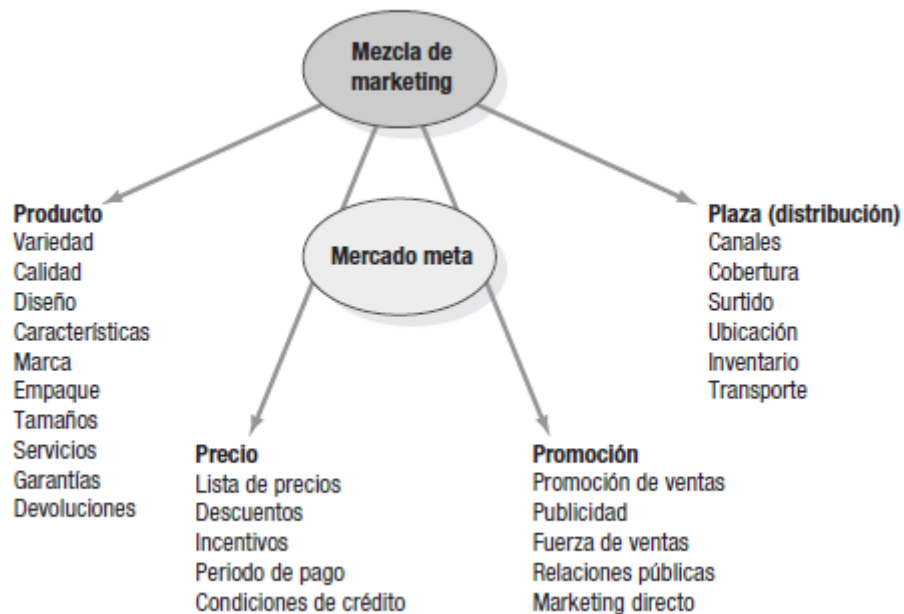 Mezcla de
marketing
Mercado meta
Producto
Variedad
Calidad
Diseño
Características
Marca
Empaque
Tamaños
Servicios
Garantías
Devoluciones
Precio
Lista de precios
Descuentos
Incentivos
Periodo de pago
Condiciones de crédito
Promoción
Promoción de ventas
Publicidad
Fuerza de ventas
Relaciones públicas
Marketing directo
Plaza (distribución)
Canales
Cobertura
Surtido
Ubicación
Inventario
Transporte